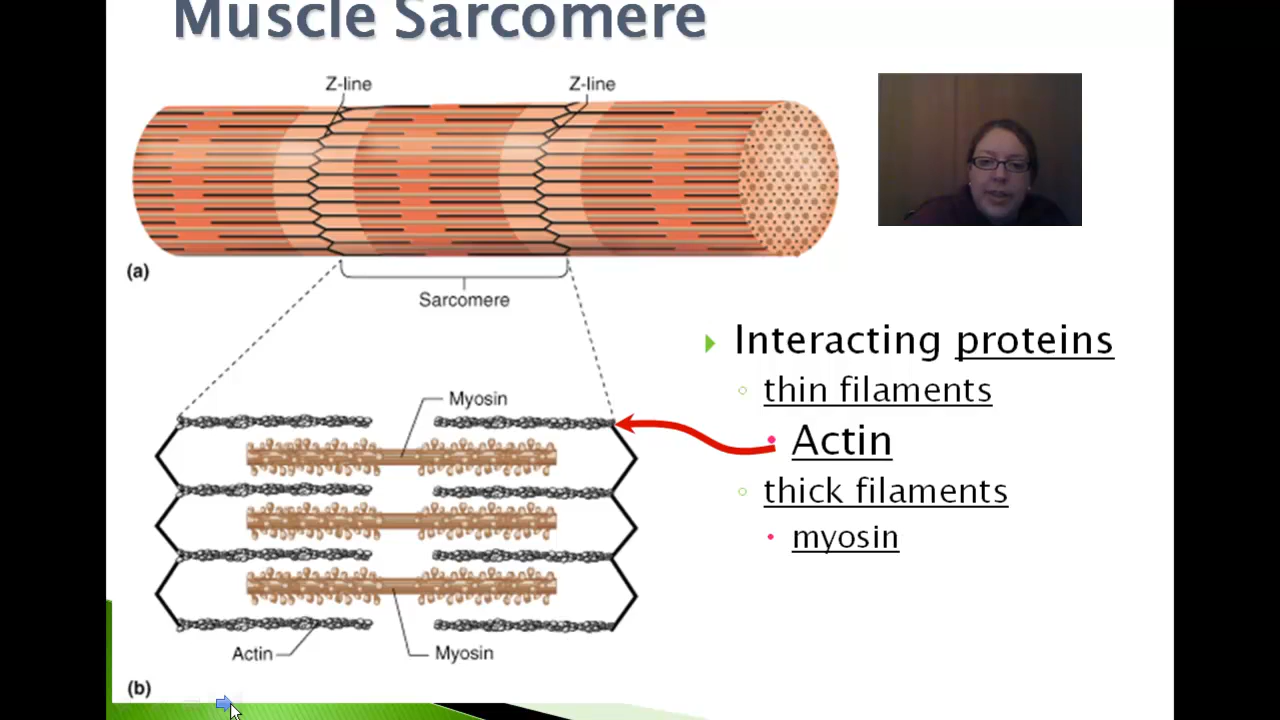 Muscle Sarcomere
Z-line
Z-line
(a)
Sarcomere
Interacting proteins
thin filaments
Actin
thick filaments
myosin
Myosin
Actin
Myosin
(b)